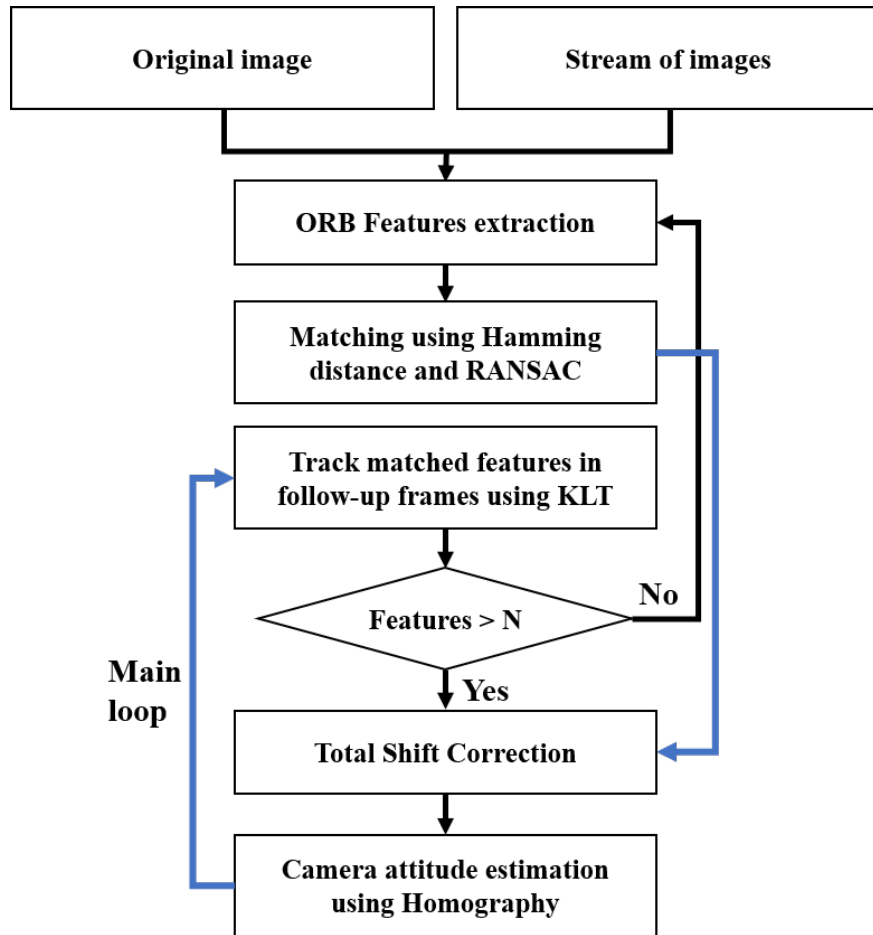 Original image
Stream of images
ORB Features extraction
Matching using Hamming
distance and RANSAC
Track matched features in
follow-up frames using KLT
Features > N
No
Yes
Main
loop
Total Shift Correction
Camera attitude estimation
using Homography